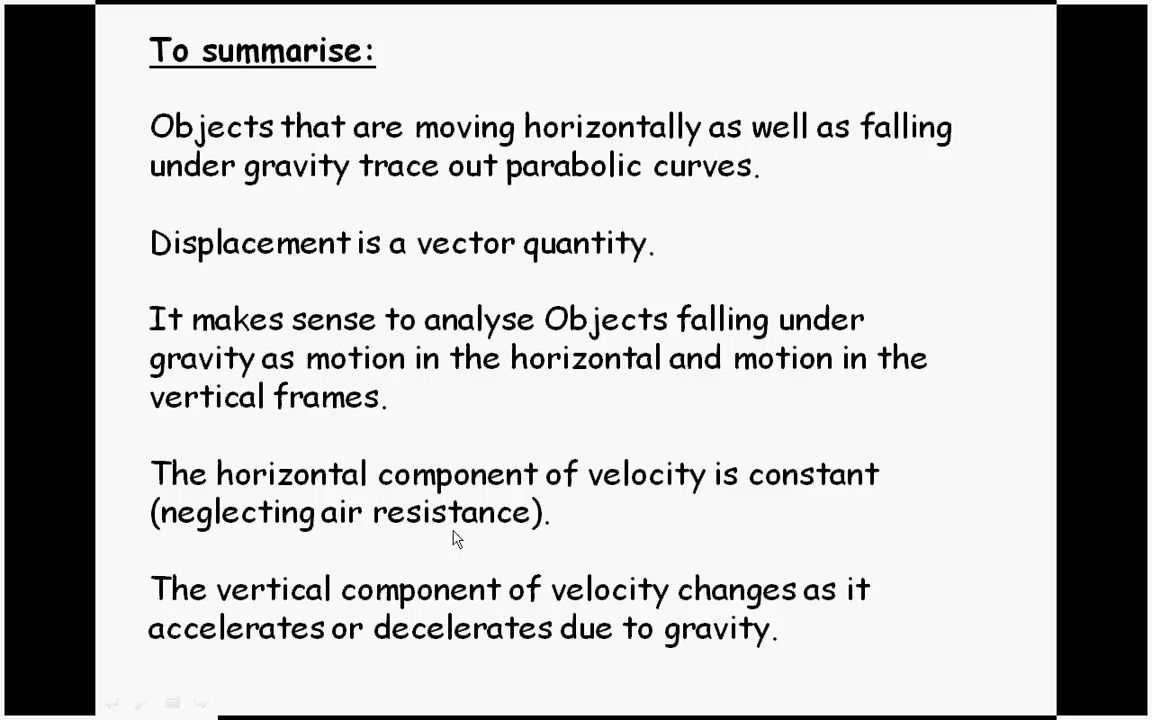 To summarise:
Objects that are moving horizontally as well as falling
under gravity trace out parabolic curves.
Displacement is a vector quantity.
It makes sense to analyse Objects falling under
gravity as motion in the horizontal and motion in the
vertical frames.
The horizontal component of velocity is constant
(neglecting air resistance).
The vertical component of velocity changes as it
accelerates or decelerates due to gravity.